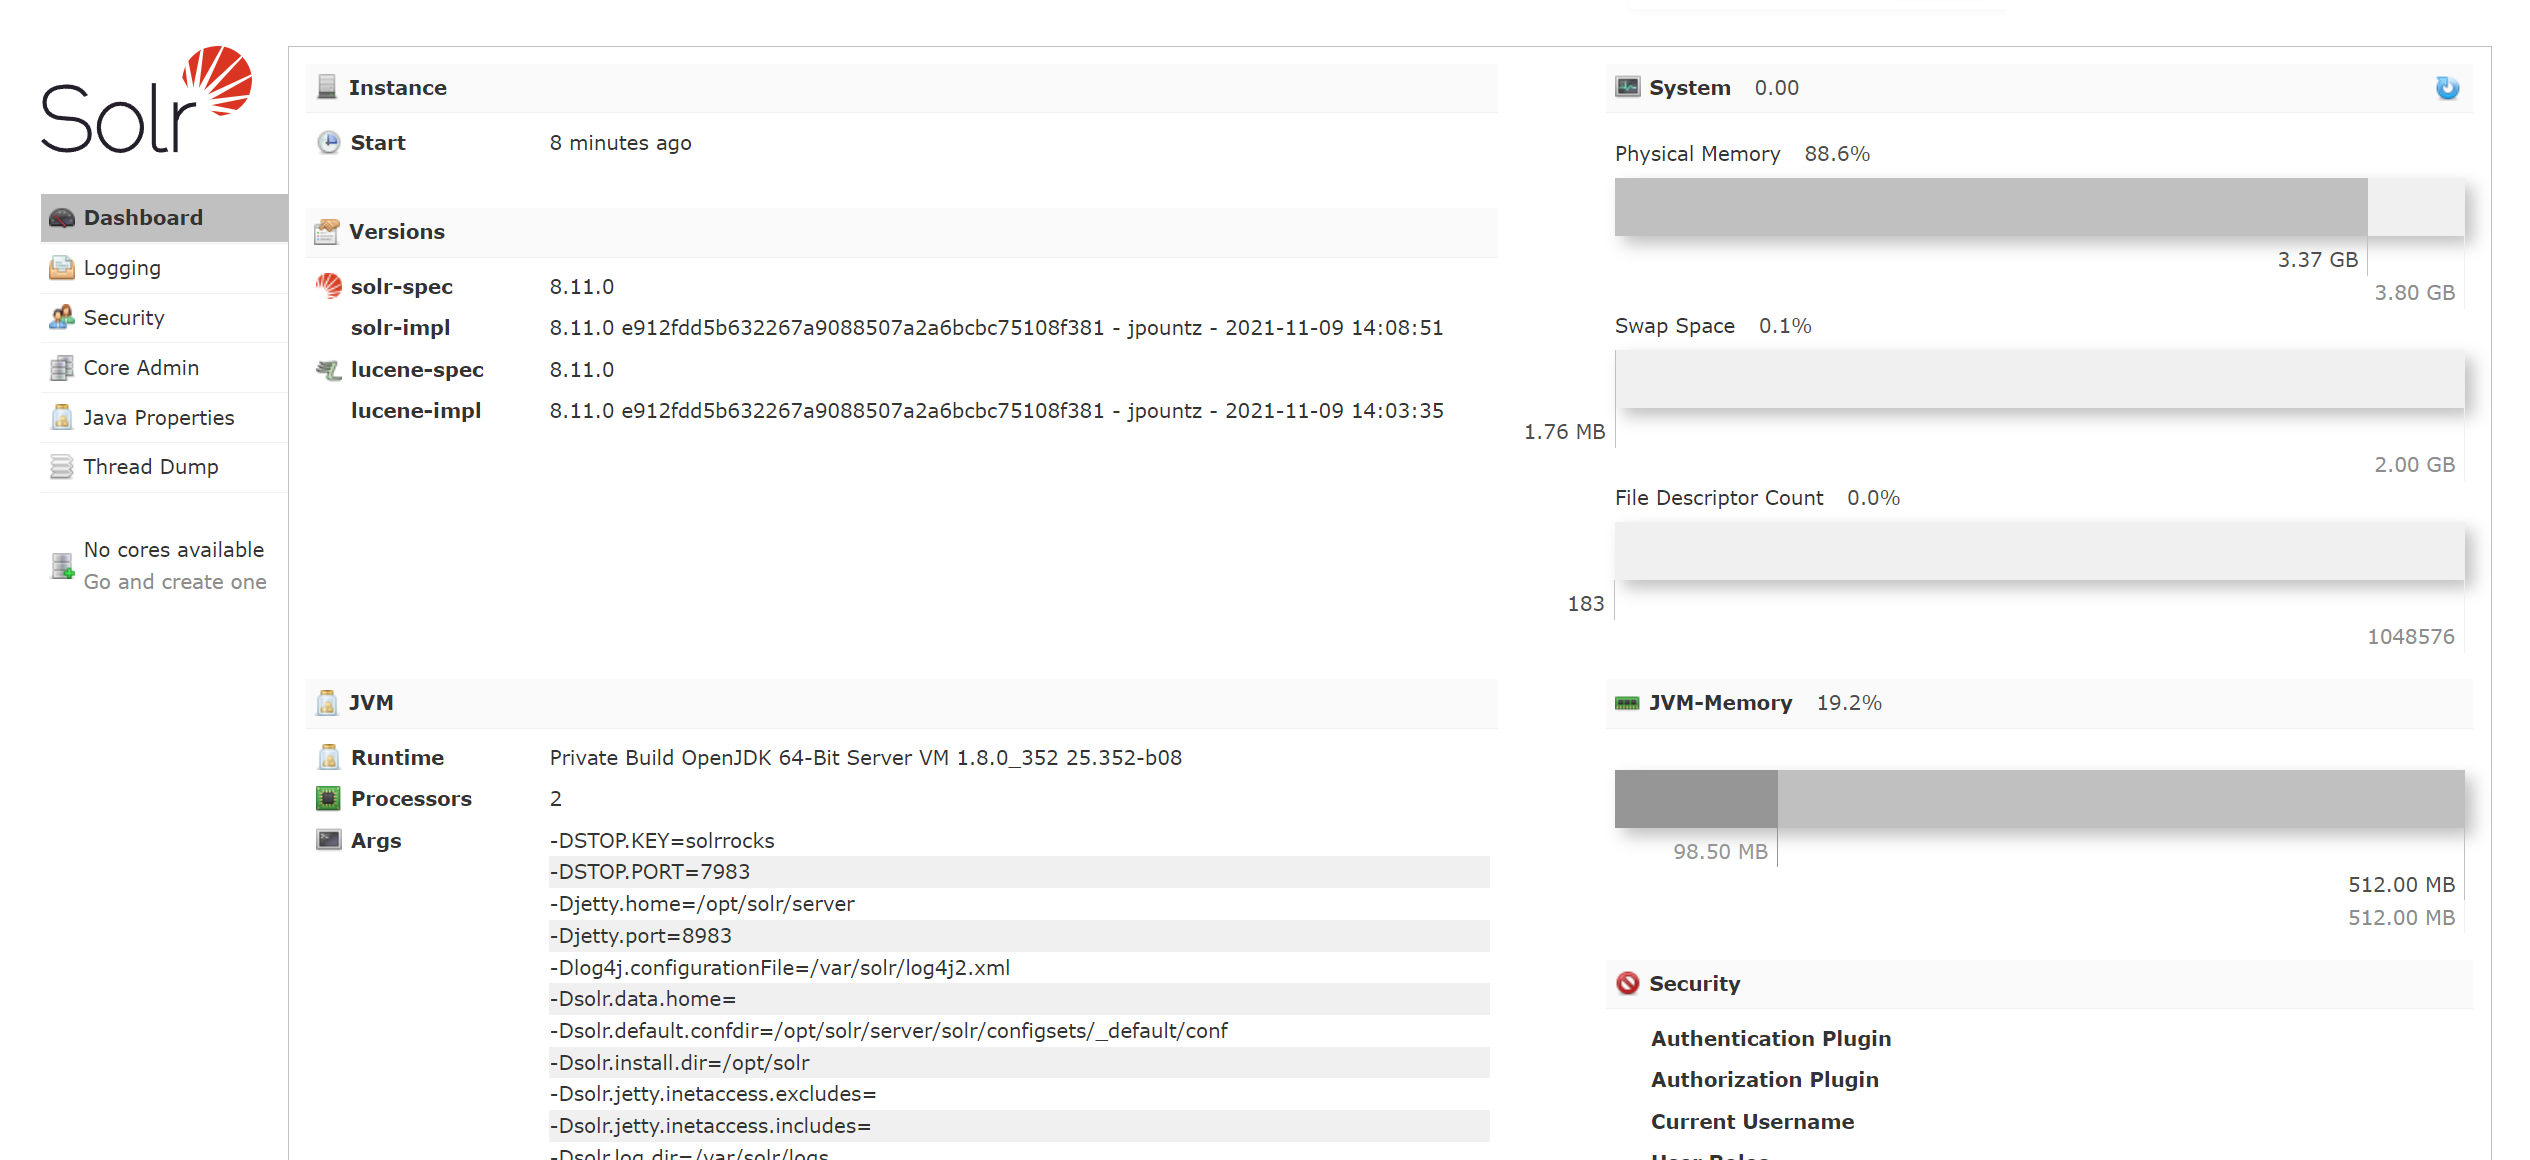 Solr
Dashboard
Logging
Security
Core Admin
Java Properties
Thread Dump
No cores available
Go and create one
Instance
Start 8 minutes ago
Versions
solr-spec 8.11.0
solr-impl 8.11.0 e912fdd5b632267a9088507a2a6bcbc75108f381 - jpountz - 2021-11-09 14:08:51
lucene-spec 8.11.0
lucene-impl 8.11.0 e912fdd5b632267a9088507a2a6bcbc75108f381 - jpountz - 2021-11-09 14:03:35
JVM
Runtime Private Build OpenJDK 64-Bit Server VM 1.8.0_352 25.352-b08
Processors 2
Args -DSTOP.KEY=solrrocks
-DSTOP.PORT=7983
-Djetty.home=/opt/solr/server
-Djetty.port=8983
-Dlog4j.configurationFile=/var/solr/log4j2.xml
-Dsolr.data.home=
-Dsolr.default.confdir=/opt/solr/server/solr/configsets/_default/conf
-Dsolr.install.dir=/opt/solr
-Dsolr.jetty.inetaccess.excludes=
-Dsolr.jetty.inetaccess.includes=
-Dsolr.log.dir=/var/solr/logs
System 0.00
Physical Memory 88.6%
3.37 GB
3.80 GB
Swap Space 0.1%
1.76 MB
2.00 GB
File Descriptor Count 0.0%
183
1048576
JVM-Memory 19.2%
98.50 MB
512.00 MB
512.00 MB
Security
Authentication Plugin
Authorization Plugin
Current Username
User Roles